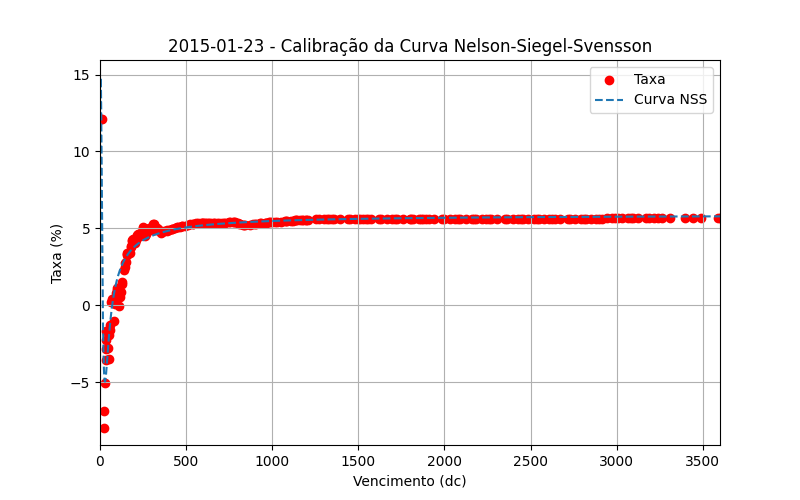 2015-01-23 - Calibração da Curva Nelson-Siegel-Svensson
Taxa
Curva NSS
Taxa (%)
15
10
5
0
−5
0 500 1000 1500 2000 2500 3000 3500
Vencimento (dc)